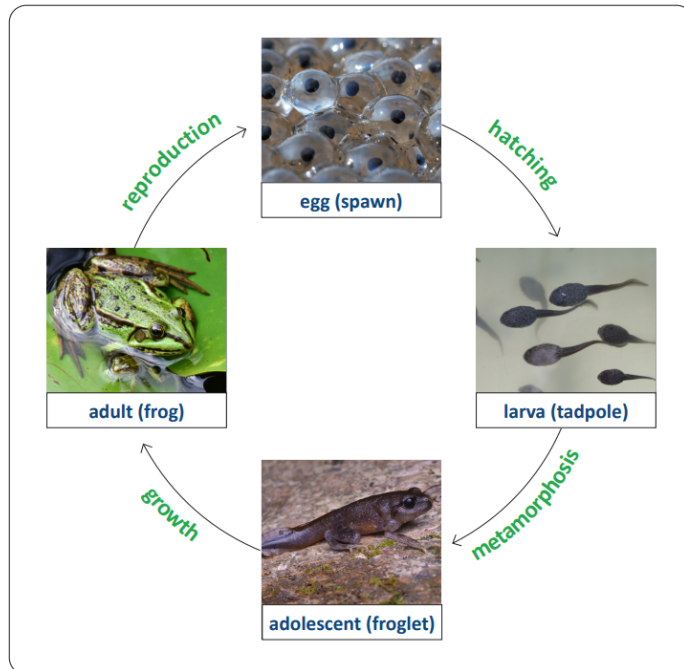 egg (spawn)
hatching
larva (tadpole)
metamorphosis
adolescent (froglet)
growth
adult (frog)
reproduction